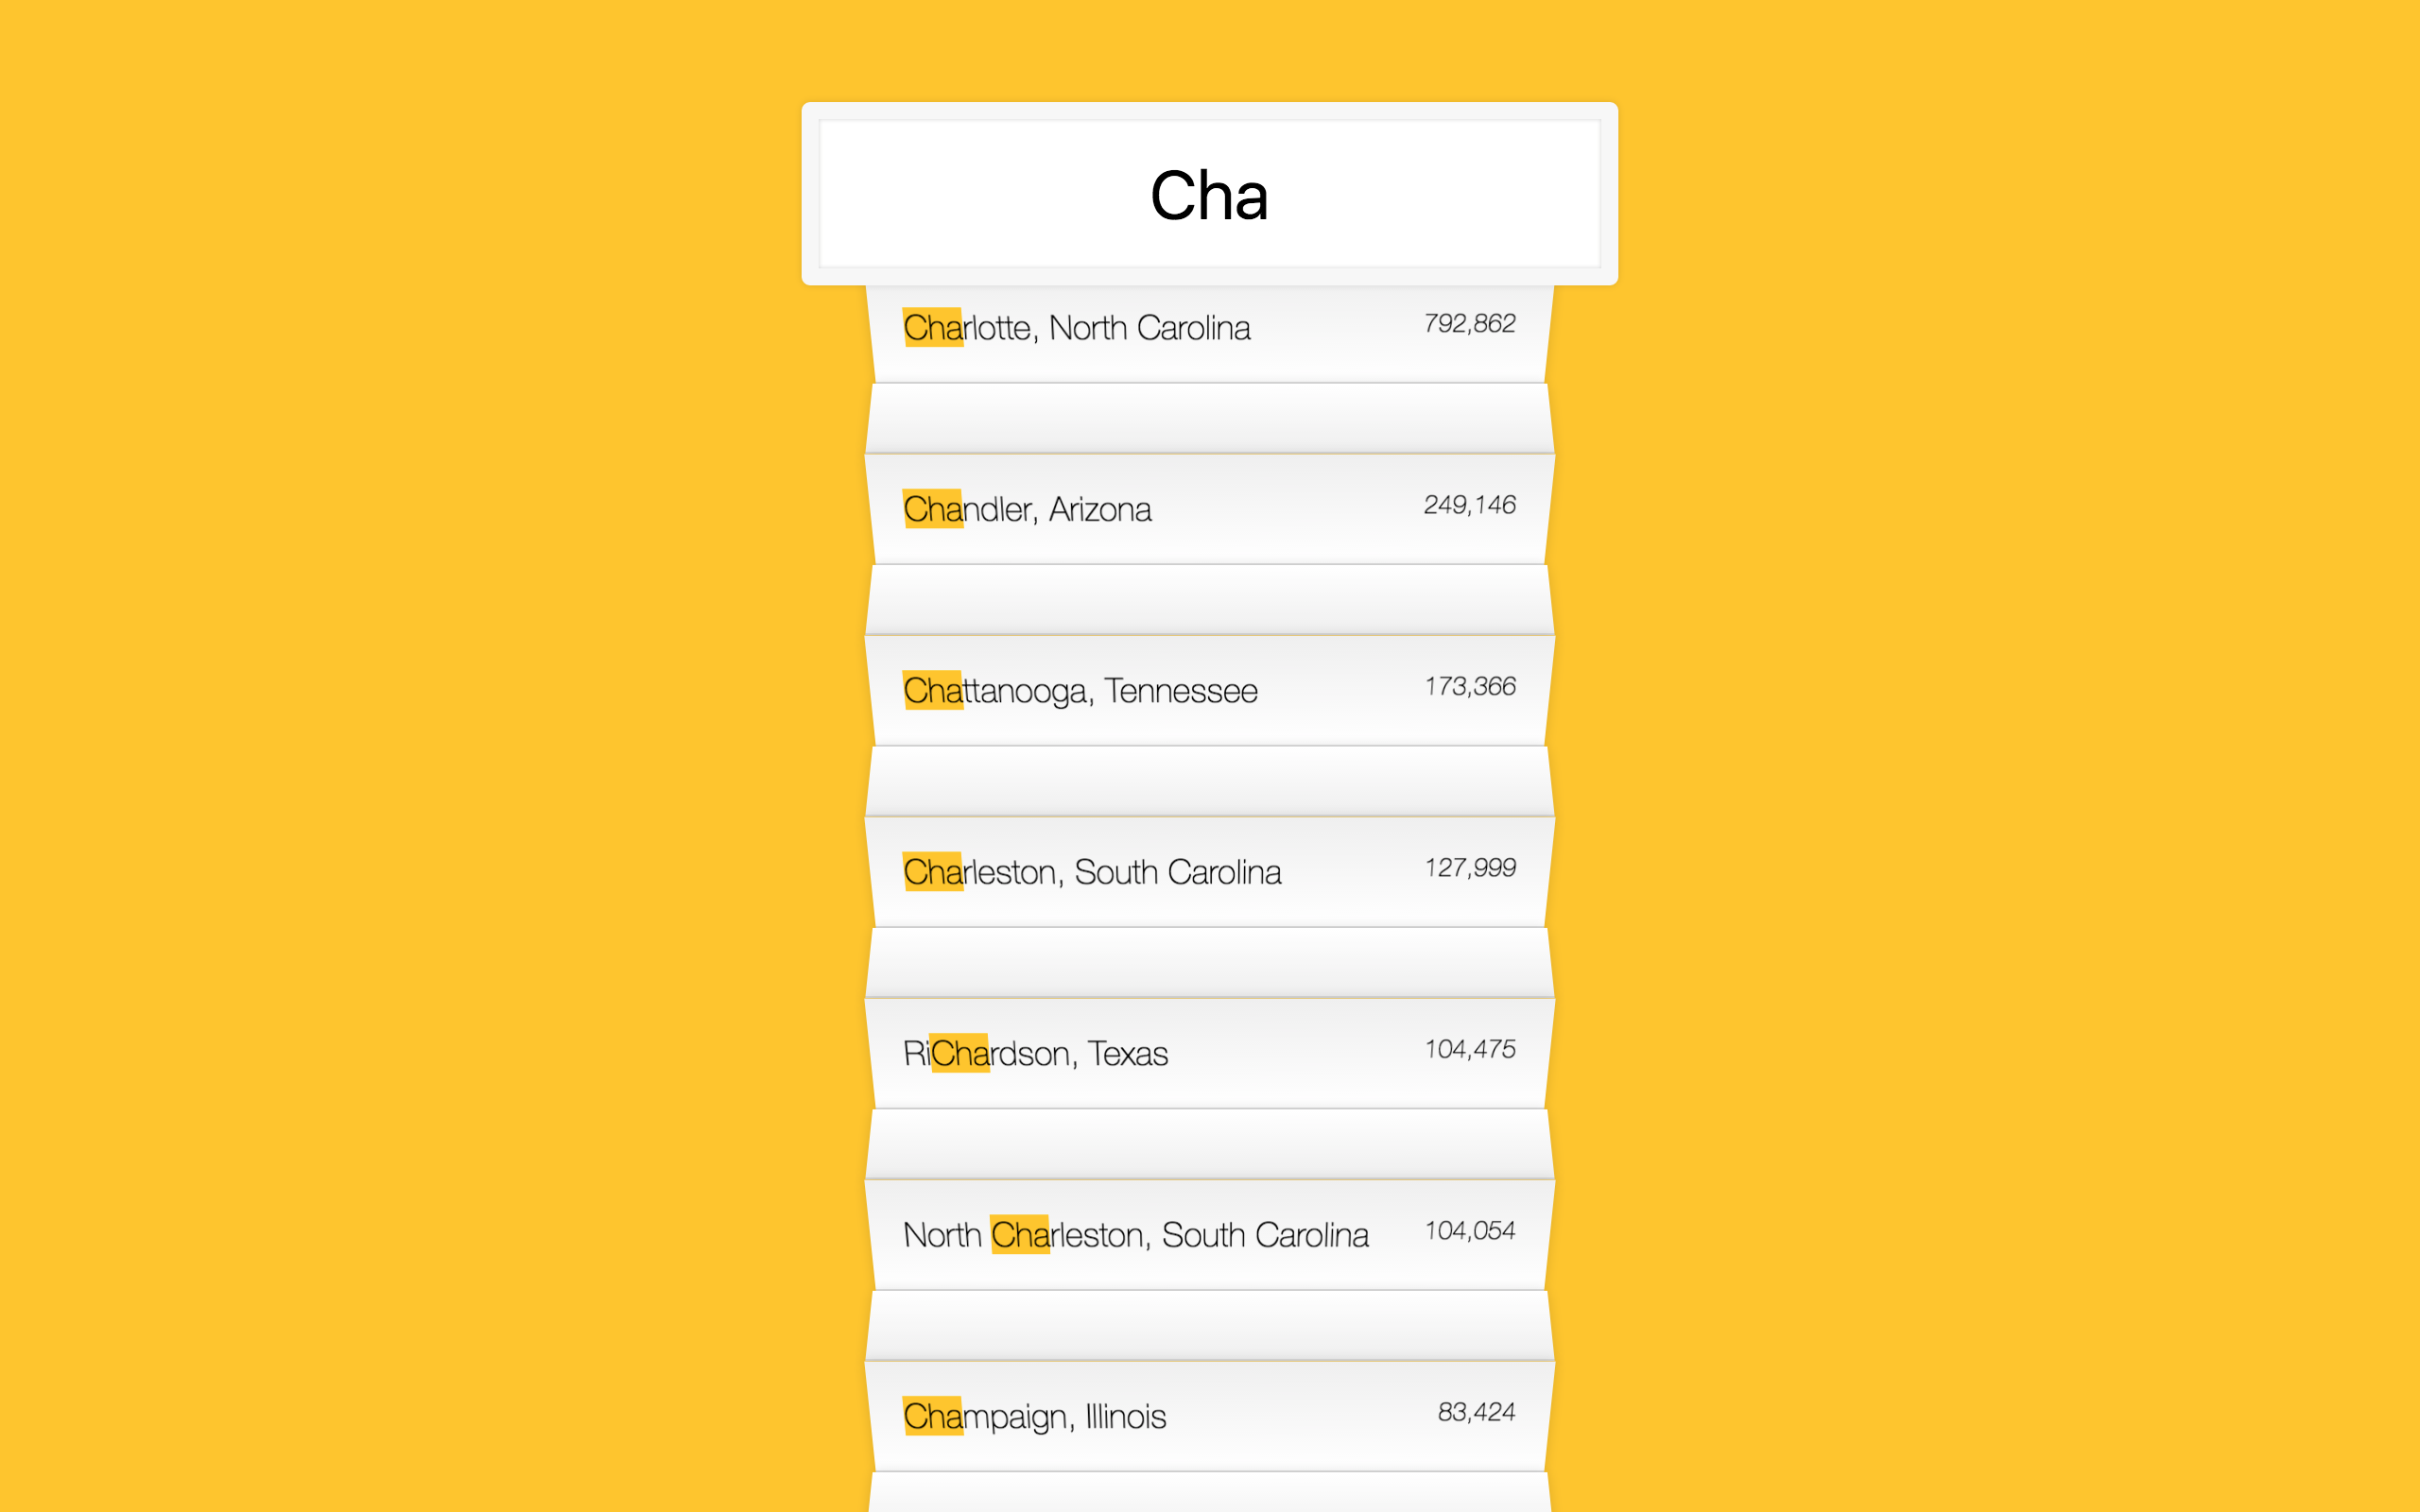 Cha
Charlotte, North Carolina 792,862
Chandler, Arizona 249,146
Chattanooga, Tennessee 173,366
Charleston, South Carolina 127,999
RiChardson, Texas 104,475
North Charleston, South Carolina 104,054
Champaign, Illinois 83,424